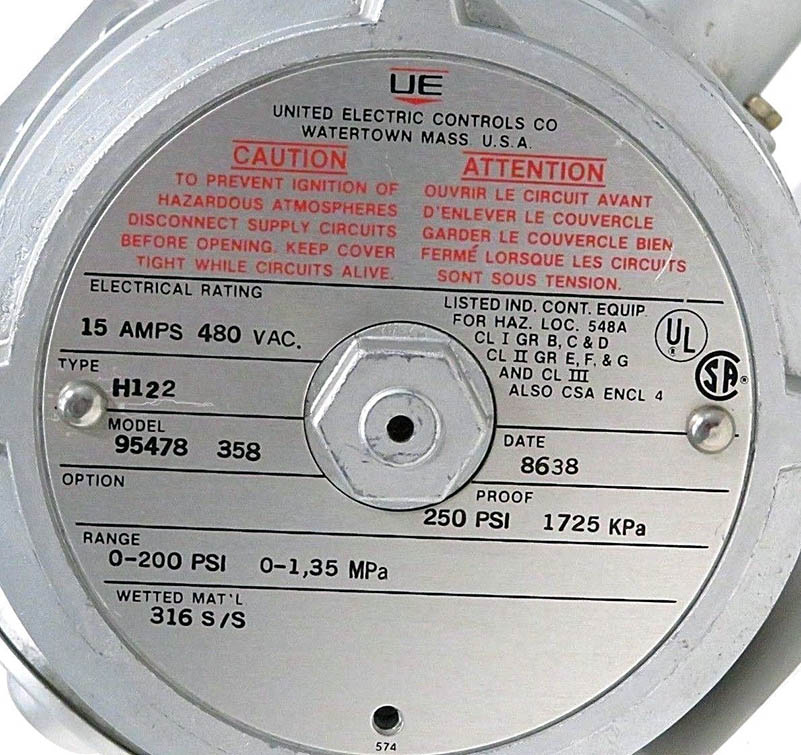 UE
UNITED ELECTRIC CONTROLS CO
WATERTOWN MASS. U.S.A.
CAUTION
TO PREVENT IGNITION OF
HAZARDOUS ATMOSPHERES
DISCONNECT SUPPLY CIRCUITS
BEFORE OPENING. KEEP COVER
TIGHT WHILE CIRCUITS ALIVE.
ATTENTION
OUVRIR LE CIRCUIT AVANT
D'ENLEVER LE COUVERCLE
GARDER LE COUVERCLE BIEN
FERMÉ LORSQUE LES CIRCUITS
SONT SOUS TENSION.
ELECTRICAL RATING
15 AMPS 480 VAC.
LISTED IND. CONT. EQUIP.
FOR HAZ. LOC. 548A
CL I GR B, C & D
CL II GR E, F, & G
AND CL III
ALSO CSA ENCL 4
UL ®
SA ®
TYPE
H122
MODEL
95478 358
DATE
8638
OPTION
PROOF
250 PSI 1725 KPa
RANGE
0-200 PSI 0-1,35 MPa
WETTED MAT'L
316 S/S
574